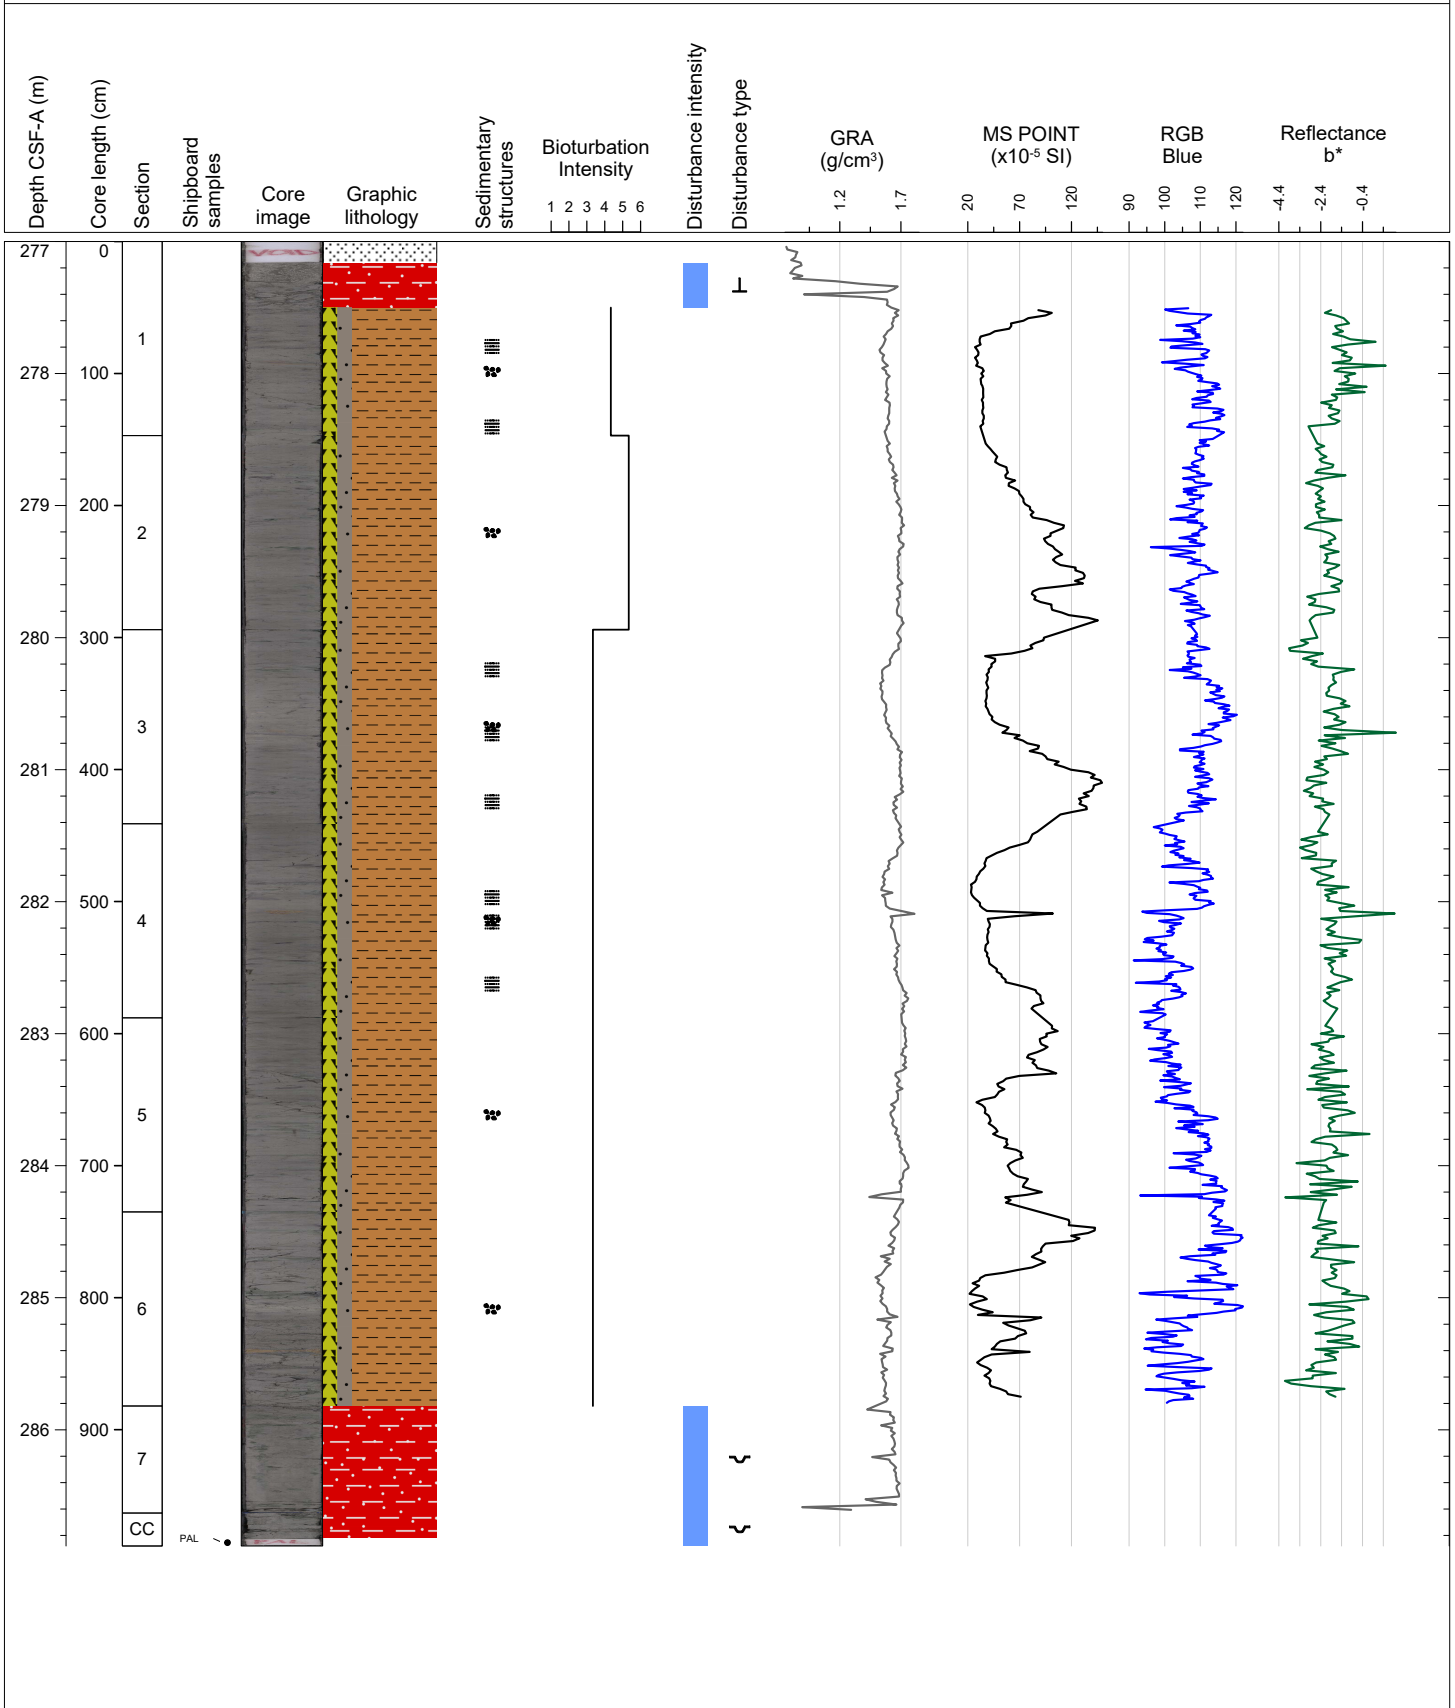 Depth CSF-A (m)
Core length (cm)
Section
Shipboard
samples
Core
image
Graphic
lithology
Sedimentary
structures
Bioturbation
Intensity
1 2 3 4 5 6
Disturbance intensity
Disturbance type
GRA
(g/cm³)
1.2 1.7
MS POINT
(x10⁻⁵ SI)
20 70 120
RGB
Blue
90 100 110 120
Reflectance
b*
-4.4 -2.4 -0.4
277 0
VOID
1
278 100
279 200
2
280 300
3
281 400
282 500
4
283 600
5
284 700
285 800
6
286 900
7
CC
PAL
PAL